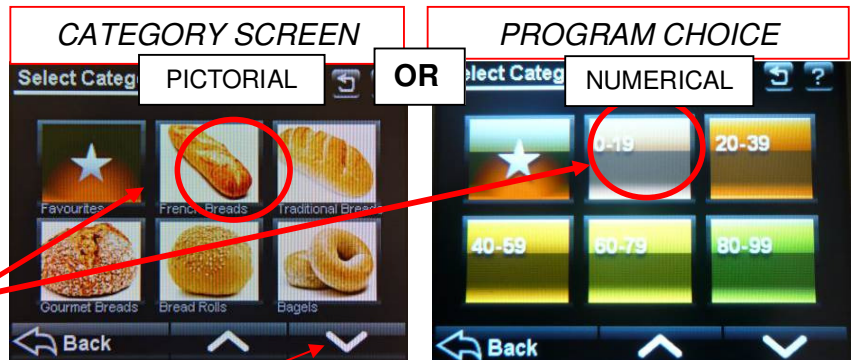 CATEGORY SCREEN
PROGRAM CHOICE
Select Categ
PICTORIAL
OR
elect Categ
NUMERICAL
?
Favourites
French Breads
Traditional Breads
0-19
20-39
Gourmet Breads
Bread Rolls
Bagels
40-59
60-79
80-99
Back
Back